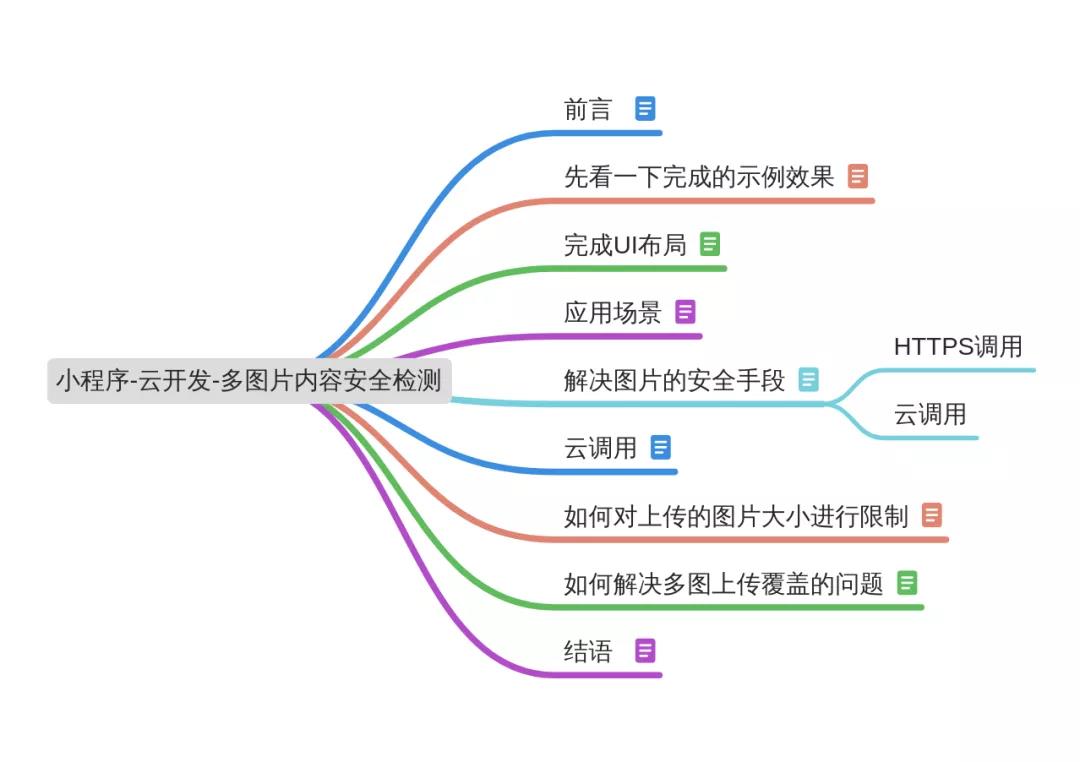 小程序-云开发-多图片内容安全检测
前言
先看一下完成的示例效果
完成UI布局
应用场景
解决图片的安全手段
HTTPS调用
云调用
云调用
如何对上传的图片大小进行限制
如何解决多图上传覆盖的问题
结语